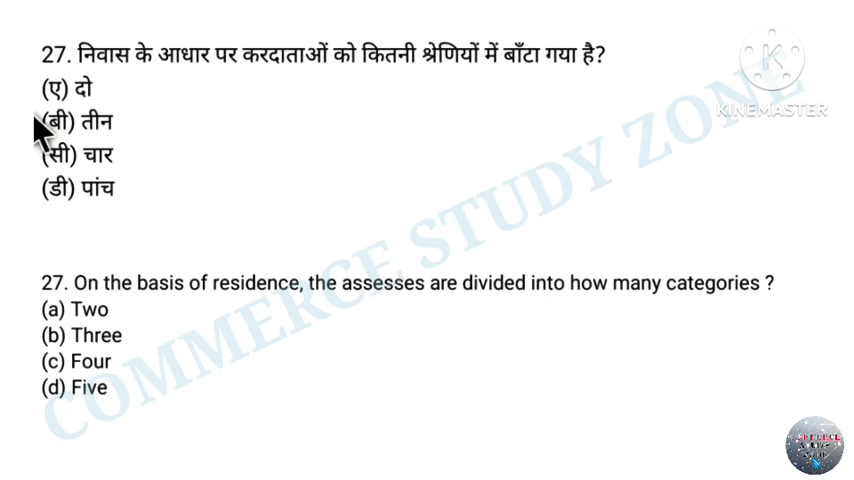 27. निवास के आधार पर करदाताओं को कितनी श्रेणियों में बाँटा गया है?
(ए) दो
(बी) तीन
(सी) चार
(डी) पांच
KINEMASTER
COMMERCE STUDY ZONE
27. On the basis of residence, the assesses are divided into how many categories ?
(a) Two
(b) Three
(c) Four
(d) Five